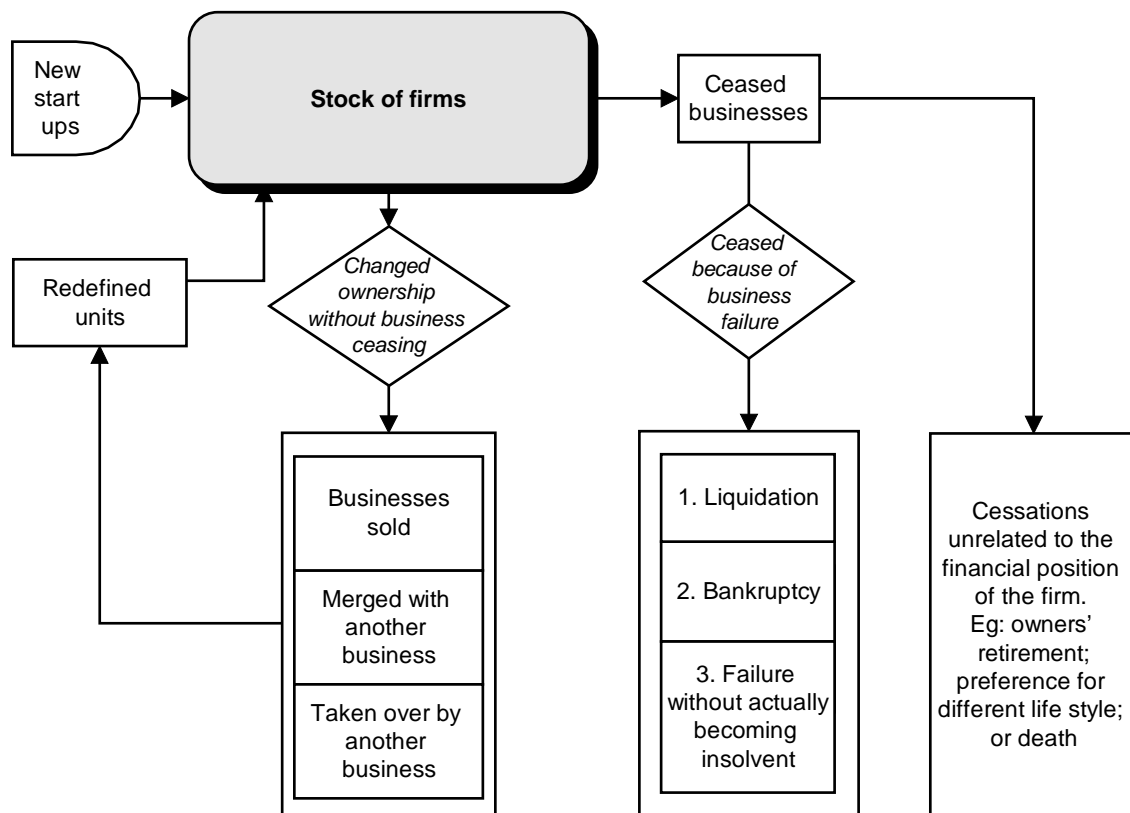 New
start
ups
Stock of firms
Ceased
businesses
Redefined
units
Changed
ownership
without business
ceasing
Ceased
because of
business
failure
Businesses
sold
Merged with
another
business
Taken over by
another
business
1. Liquidation
2. Bankruptcy
3. Failure
without actually
becoming
insolvent
Cessations
unrelated to the
financial position
of the firm.
Eg: owners’
retirement;
preference for
different life style;
or death